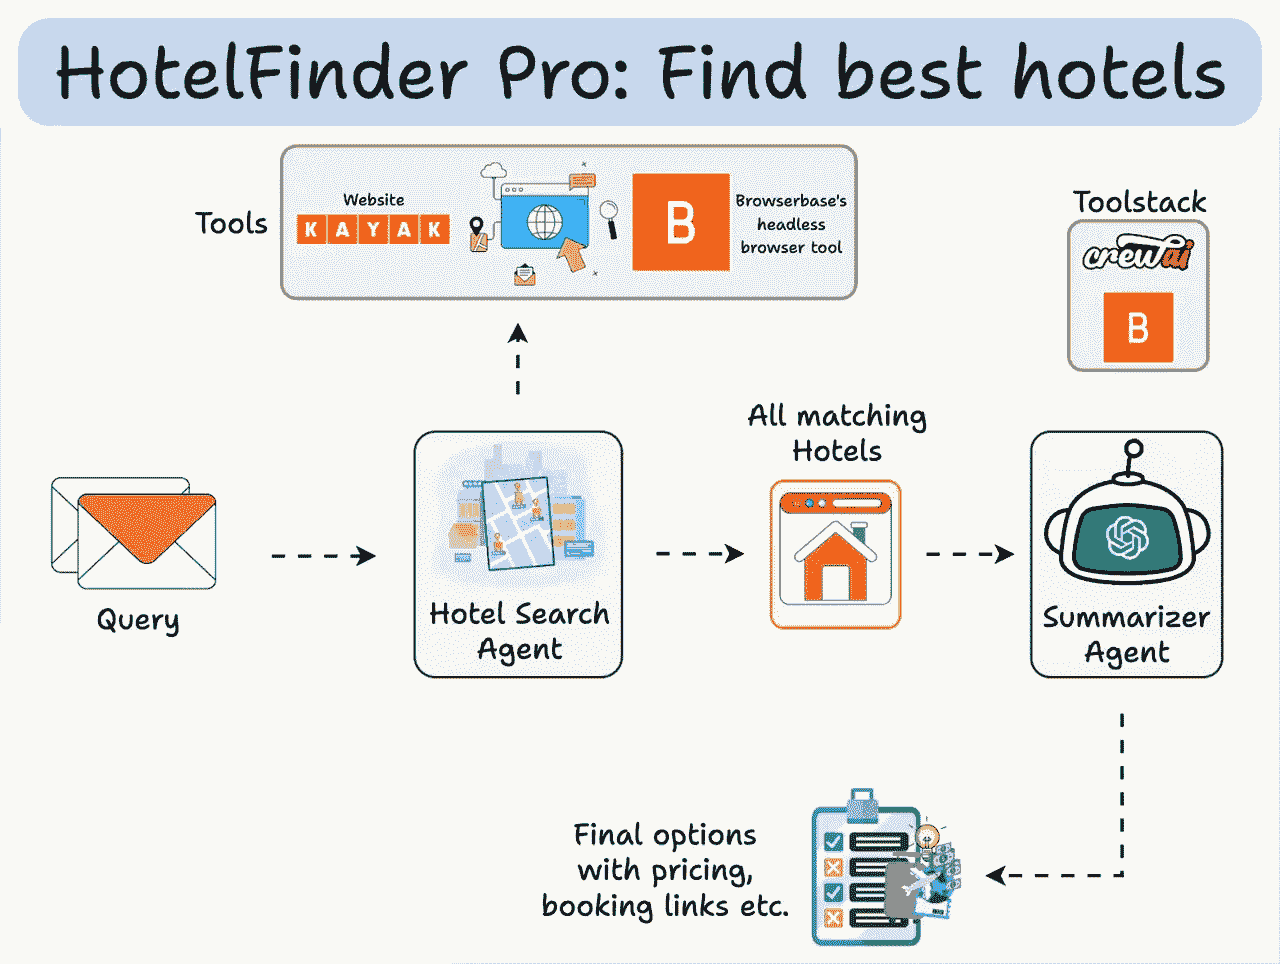 HotelFinder Pro: Find best hotels
Tools
Website
KAYAK
B
Browserbase's
headless
browser tool
Toolstack
crewai
B
All matching
Hotels
Query
Hotel Search
Agent
Summarizer
Agent
Final options
with pricing,
booking links etc.